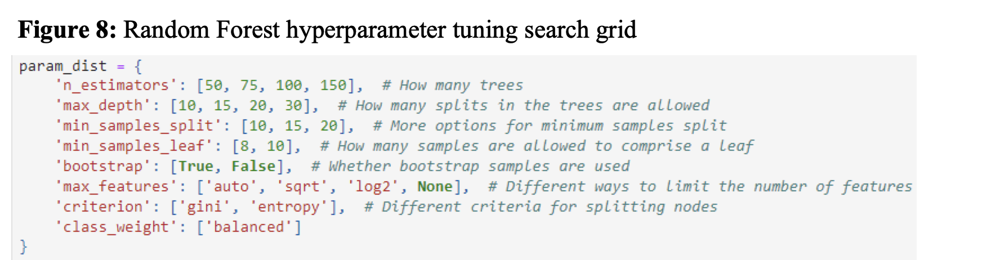 Figure 8: Random Forest hyperparameter tuning search grid
param_dist = {
    'n_estimators': [50, 75, 100, 150],  # How many trees
    'max_depth': [10, 15, 20, 30],  # How many splits in the trees are allowed
    'min_samples_split': [10, 15, 20],  # More options for minimum samples split
    'min_samples_leaf': [8, 10],  # How many samples are allowed to comprise a leaf
    'bootstrap': [True, False],  # Whether bootstrap samples are used
    'max_features': ['auto', 'sqrt', 'log2', None],  # Different ways to limit the number of features
    'criterion': ['gini', 'entropy'],  # Different criteria for splitting nodes
    'class_weight': ['balanced']
}